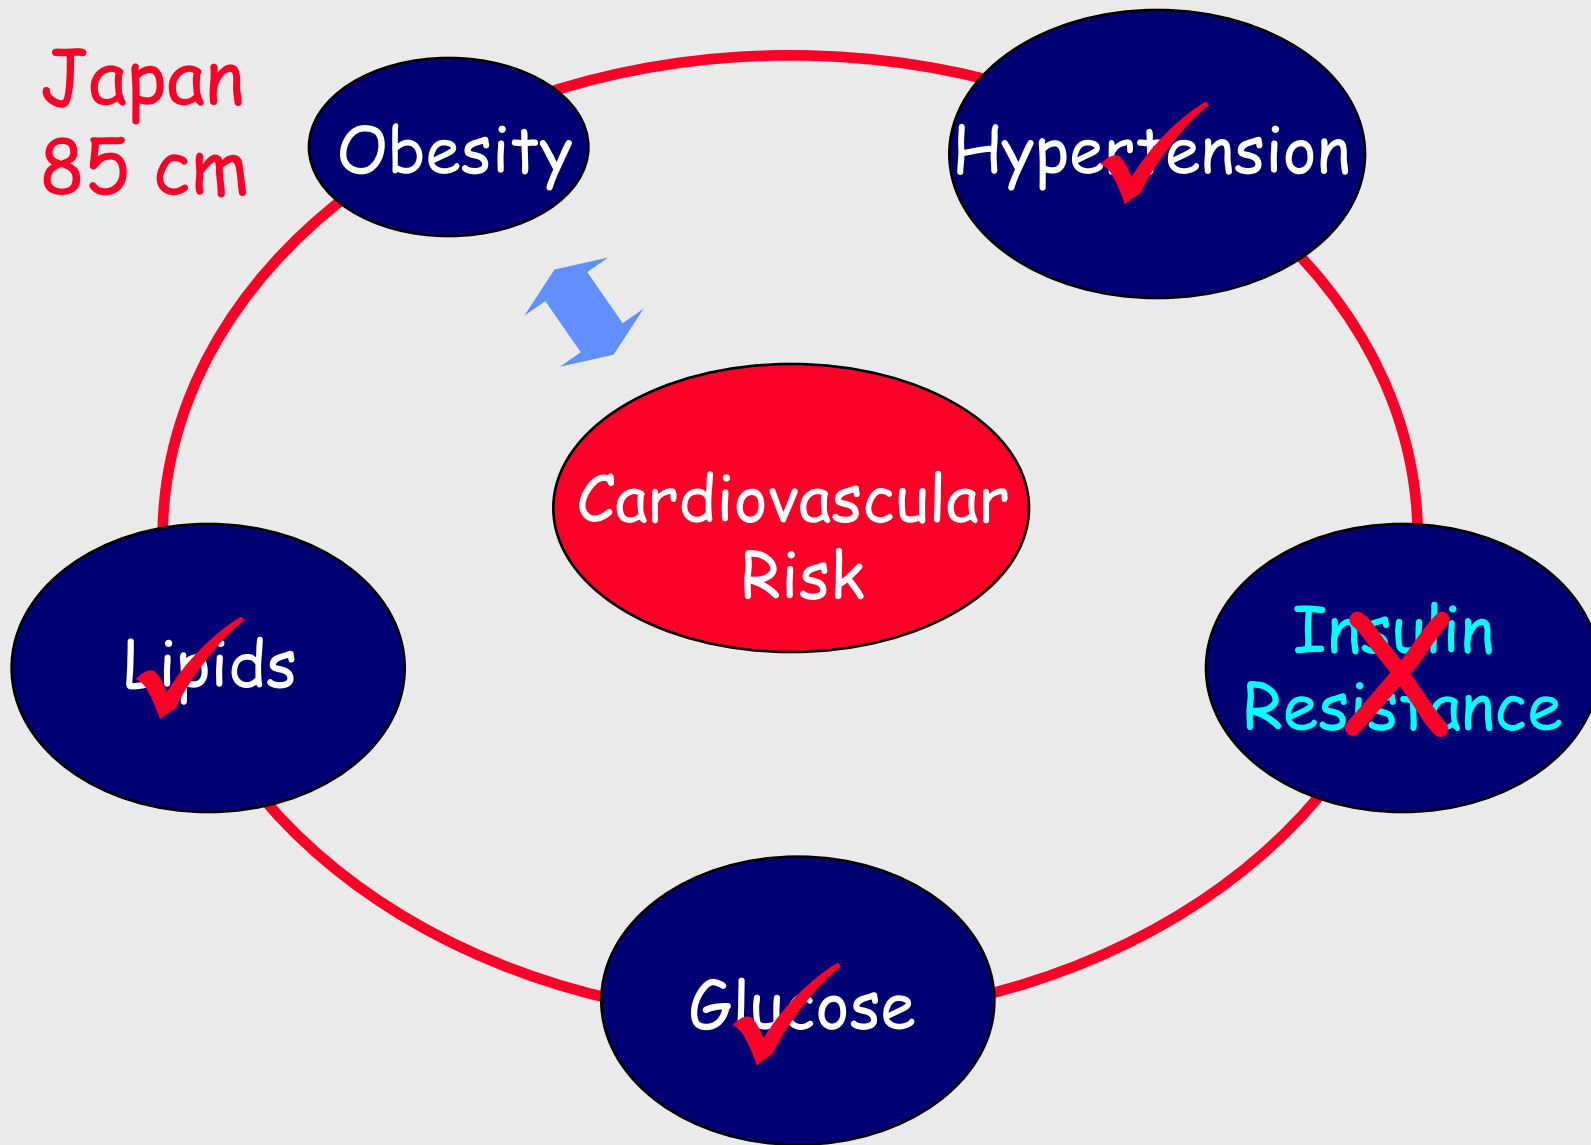 Japan
85 cm
Obesity
Hypertension
Cardiovascular
Risk
Lipids
Insulin
Resistance
Glucose